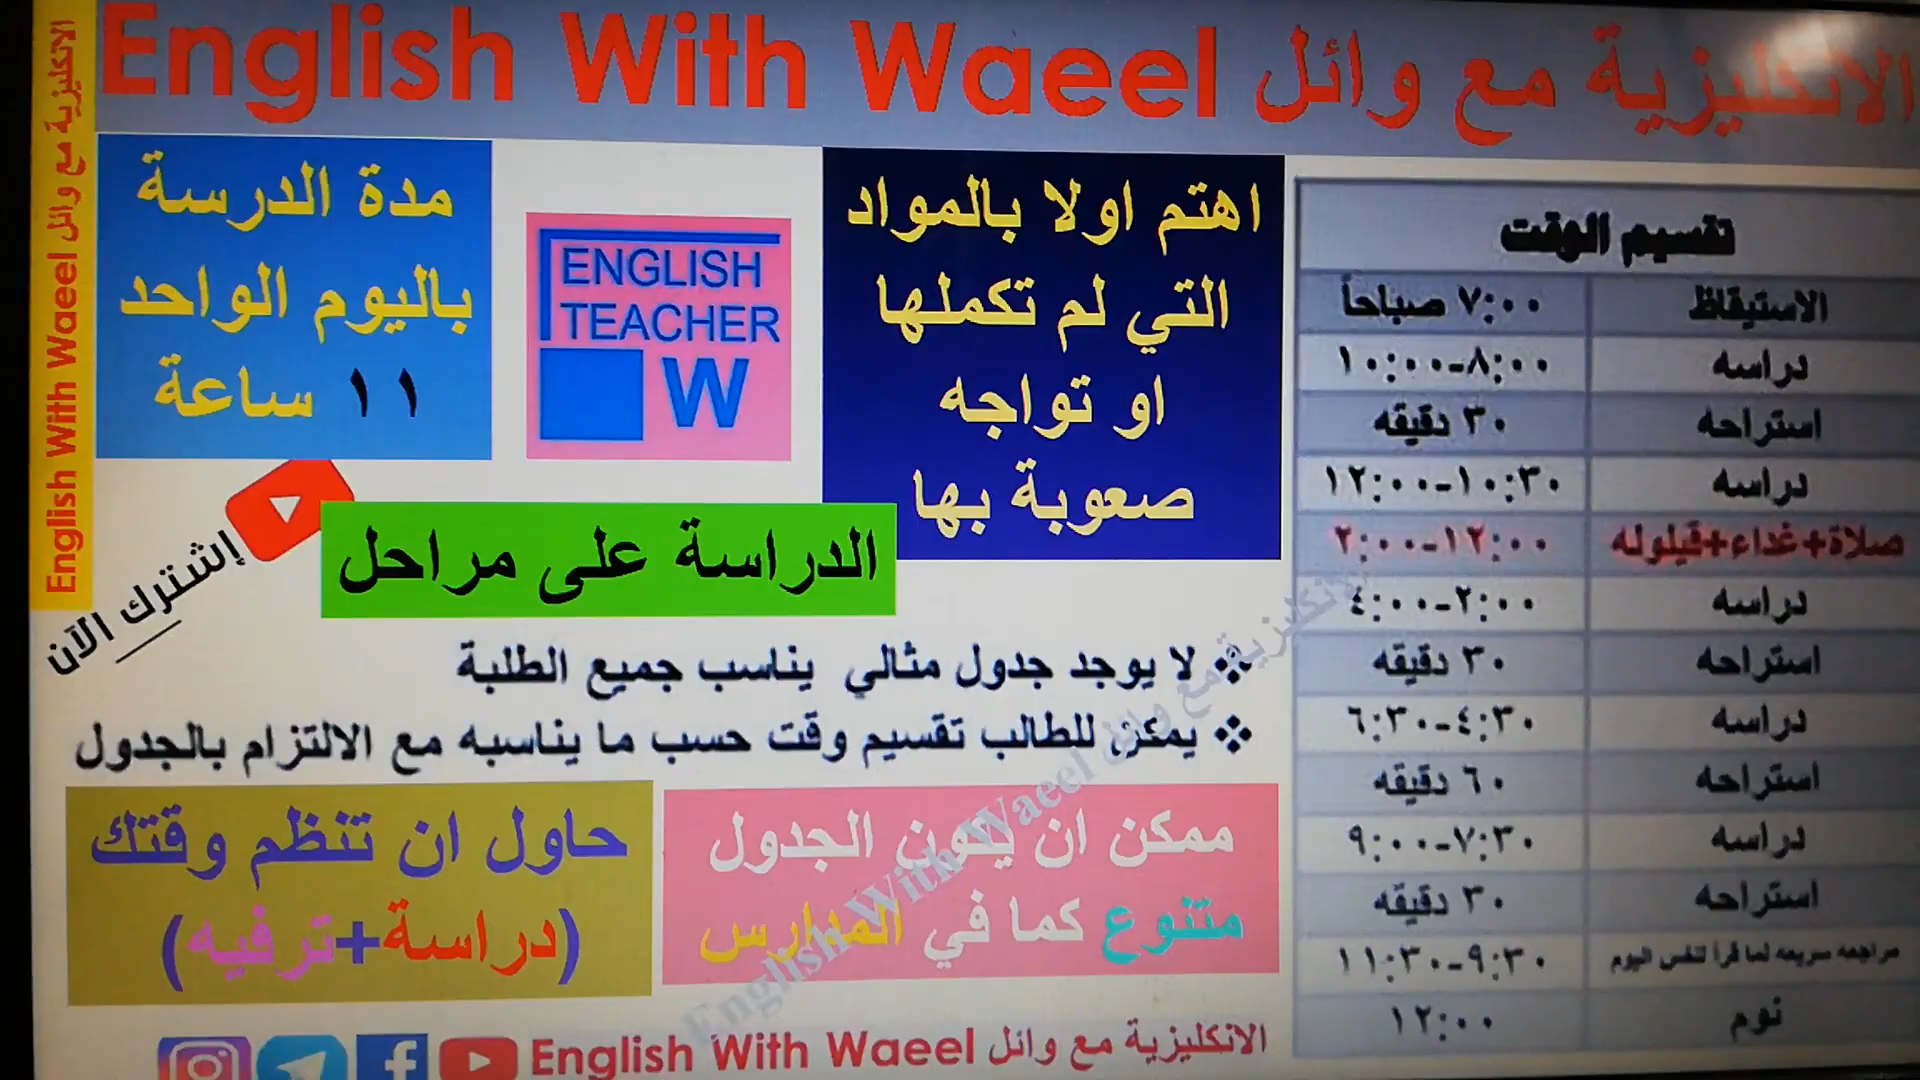 English With Waeel الانكليزية مع وائل
الانكليزية مع وائل English With Waeel
مدة الدرسة
باليوم الواحد
١١ ساعة
ENGLISH
TEACHER
W
اهتم اولا بالمواد
التي لم تكملها
او تواجه
صعوبة بها
إشترك الآن
الدراسة على مراحل
❖ لا يوجد جدول مثالي يناسب جميع الطلبة
❖ يمكن للطالب تقسيم وقت حسب ما يناسبه مع الالتزام بالجدول
حاول ان تنظم وقتك
(دراسة+ترفيه)
ممكن ان يكون الجدول
متنوع كما في المدارس
تقسيم الوقت
الاستيقاظ ٧:٠٠ صباحاً
دراسه ٨:٠٠-١٠:٠٠
استراحه ٣٠ دقيقه
دراسه ١٠:٣٠-١٢:٠٠
صلاة+غداء+قيلوله ١٢:٠٠-٢:٠٠
دراسه ٢:٠٠-٤:٠٠
استراحه ٣٠ دقيقه
دراسه ٤:٣٠-٦:٣٠
استراحه ٦٠ دقيقه
دراسه ٧:٣٠-٩:٠٠
استراحه ٣٠ دقيقه
مراجعه سريعه لما قرأ لنفس اليوم ٩:٣٠-١١:٣٠
نوم ١٢:٠٠
English With Waeel الانكليزية مع وائل
English With Waeel الانكليزية مع وائل